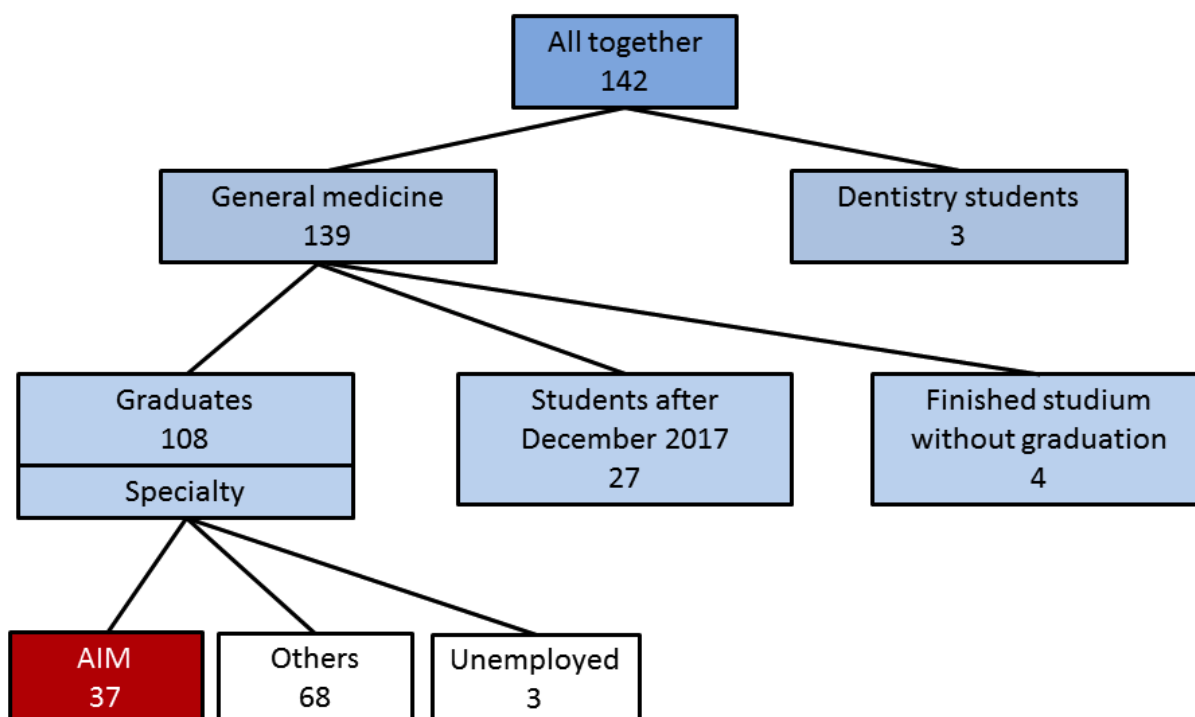 All together
142
General medicine
139
Dentistry students
3
Graduates
108
Specialty
Students after
December 2017
27
Finished studium
without graduation
4
AIM
37
Others
68
Unemployed
3